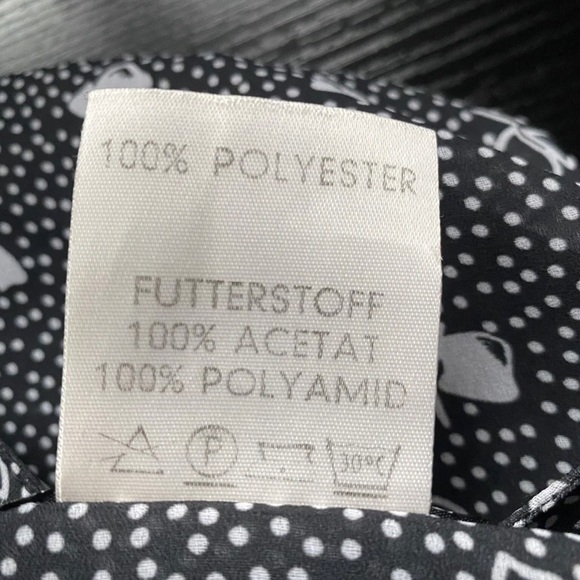 100% POLYESTER
FUTTERSTOFF
100% ACETAT
100% POLYAMID
P 30°C